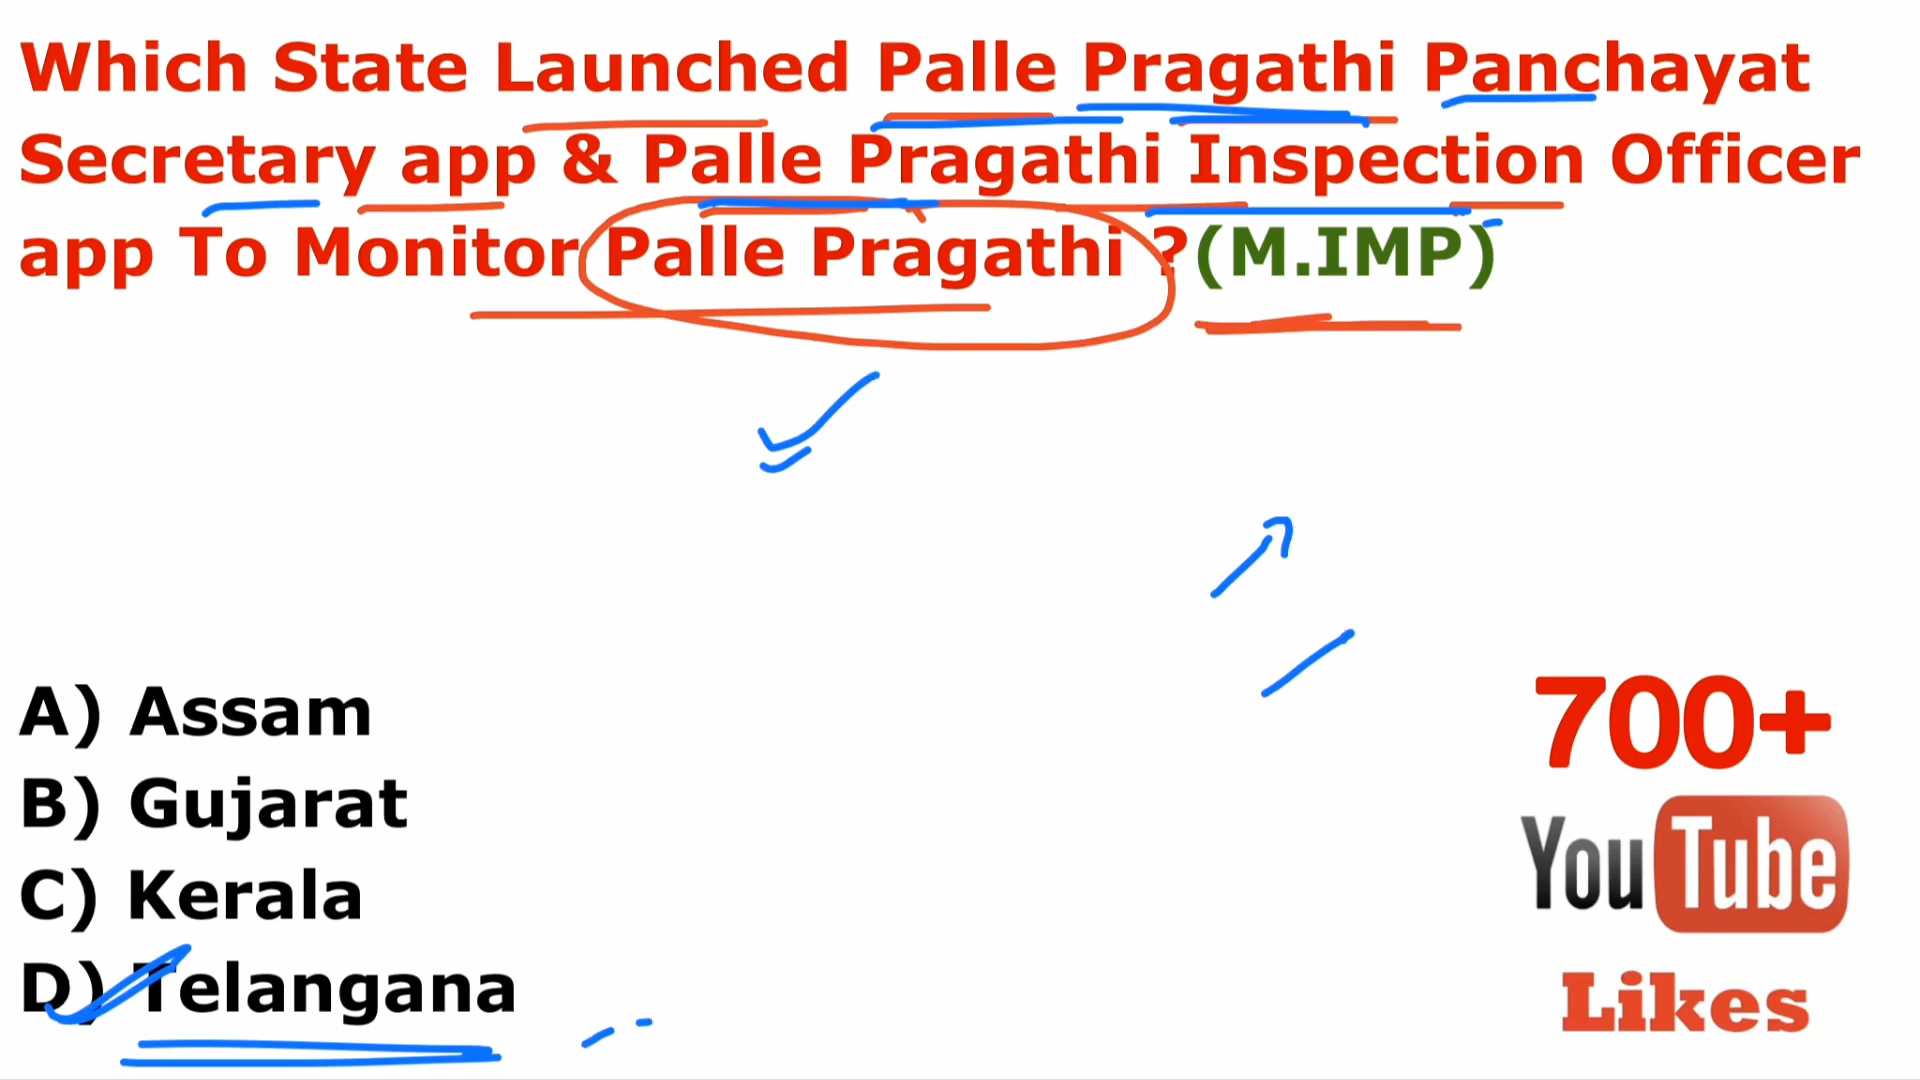 Which State Launched Palle Pragathi Panchayat
Secretary app & Palle Pragathi Inspection Officer
app To Monitor Palle Pragathi ?(M.IMP)
A) Assam
B) Gujarat
C) Kerala
D) Telangana
700+
YouTube
Likes